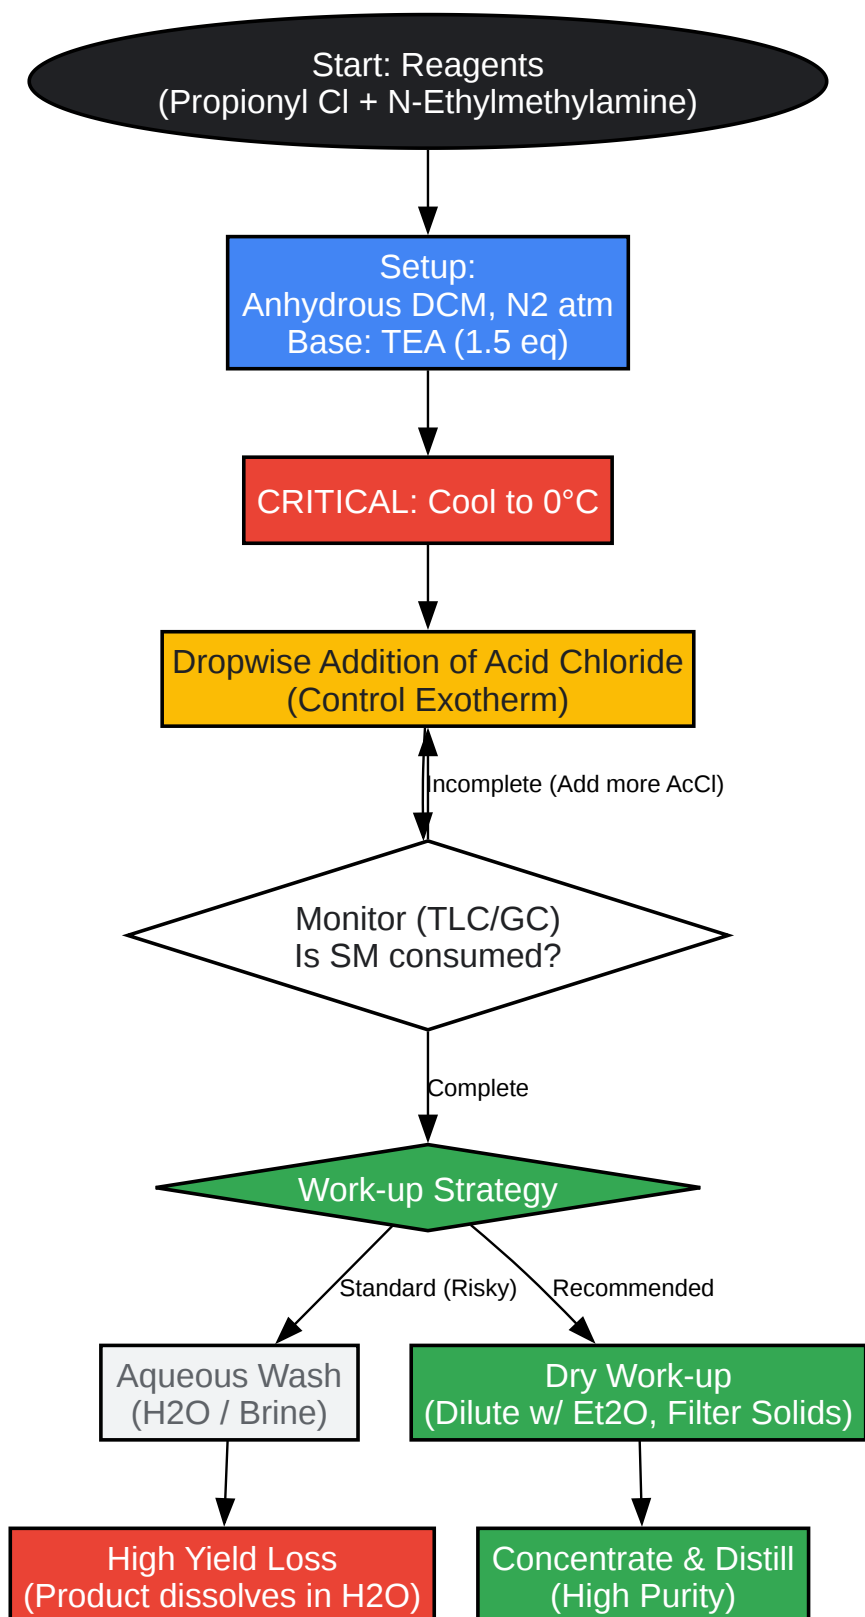 Start: Reagents
(Propionyl Cl + N-Ethylmethylamine)
Setup:
Anhydrous DCM, N2 atm
Base: TEA (1.5 eq)
CRITICAL: Cool to 0°C
Dropwise Addition of Acid Chloride
(Control Exotherm)
Incomplete (Add more AcCl)
Monitor (TLC/GC)
Is SM consumed?
Complete
Work-up Strategy
Standard (Risky)
Recommended
Aqueous Wash
(H2O / Brine)
Dry Work-up
(Dilute w/ Et2O, Filter Solids)
High Yield Loss
(Product dissolves in H2O)
Concentrate & Distill
(High Purity)